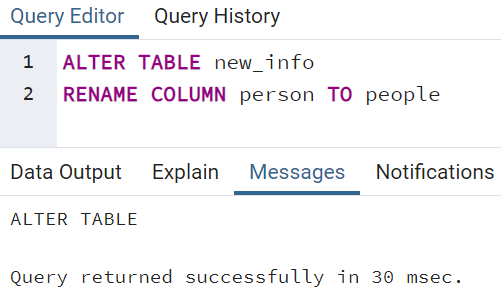 Query Editor Query History
1 ALTER TABLE new_info
2 RENAME COLUMN person TO people
Data Output Explain Messages Notifications
ALTER TABLE
Query returned successfully in 30 msec.